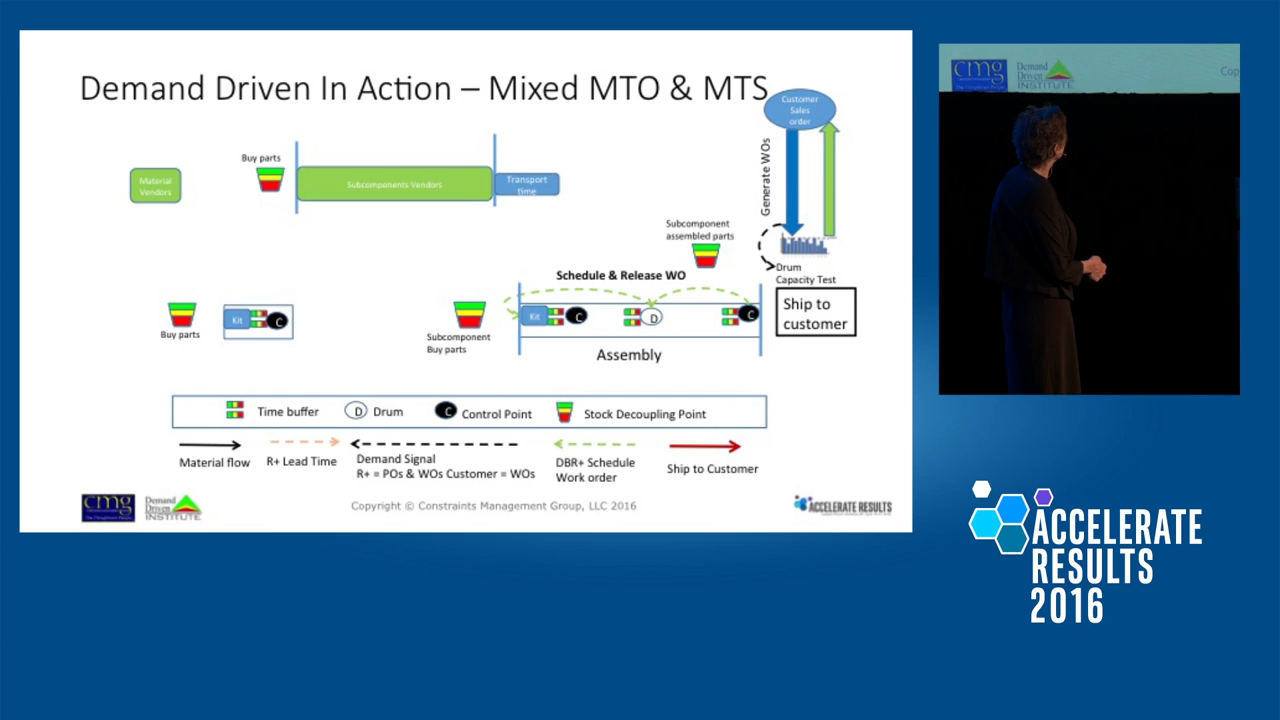 Demand Driven In Action – Mixed MTO & MTS
Customer
Sales
order
Buy parts
Material
Vendors
Subcomponents Vendors
Transport
time
Generate WOs
Subcomponent
assembled parts
Drum
Capacity Test
Schedule & Release WO
Buy parts
Kit
C
Subcomponent
Buy parts
Kit
C
D
C
Ship to
customer
Assembly
Time buffer
D
Drum
C
Control Point
Stock Decoupling Point
Material flow
R+ Lead Time
Demand Signal
R+ = POs & WOs Customer = WOs
DBR+ Schedule
Work order
Ship to Customer
cmg
Demand
Driven
INSTITUTE
Copyright © Constraints Management Group, LLC 2016
ACCELERATE RESULTS
cmg
Demand
Driven
INSTITUTE
Cop
ACCELERATE
RESULTS
2016